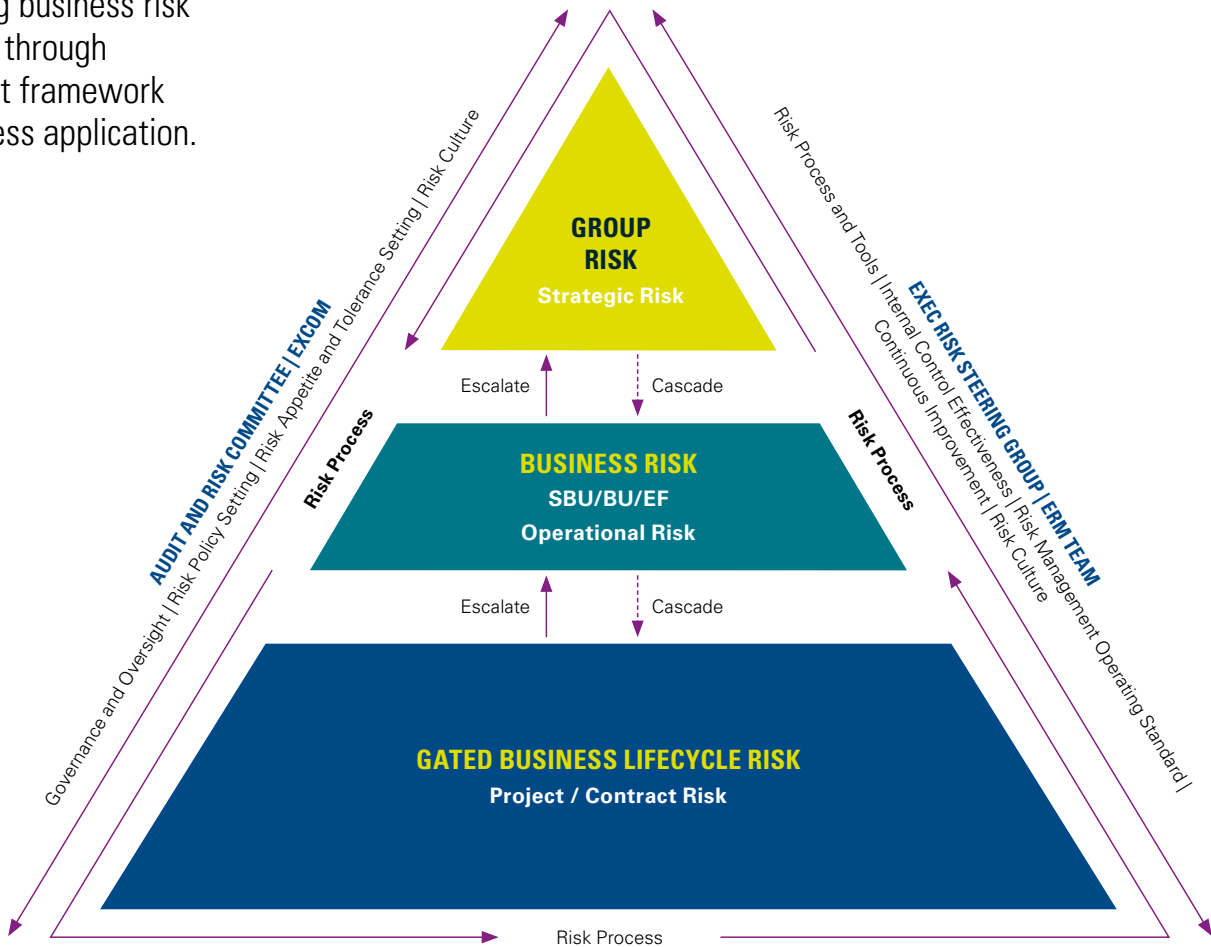 g business risk
through
t framework
ess application.
GROUP
RISK
Strategic Risk
Escalate
Cascade
BUSINESS RISK
SBU/BU/EF
Operational Risk
Escalate
Cascade
GATED BUSINESS LIFECYCLE RISK
Project / Contract Risk
Risk Process
Risk Process
Risk Process
AUDIT AND RISK COMMITTEE | EXCOM
Governance and Oversight | Risk Policy Setting | Risk Appetite and Tolerance Setting | Risk Culture
EXEC RISK STEERING GROUP | ERM TEAM
Risk Process and Tools | Internal Control Effectiveness | Risk Management Operating Standard |
Continuous Improvement | Risk Culture